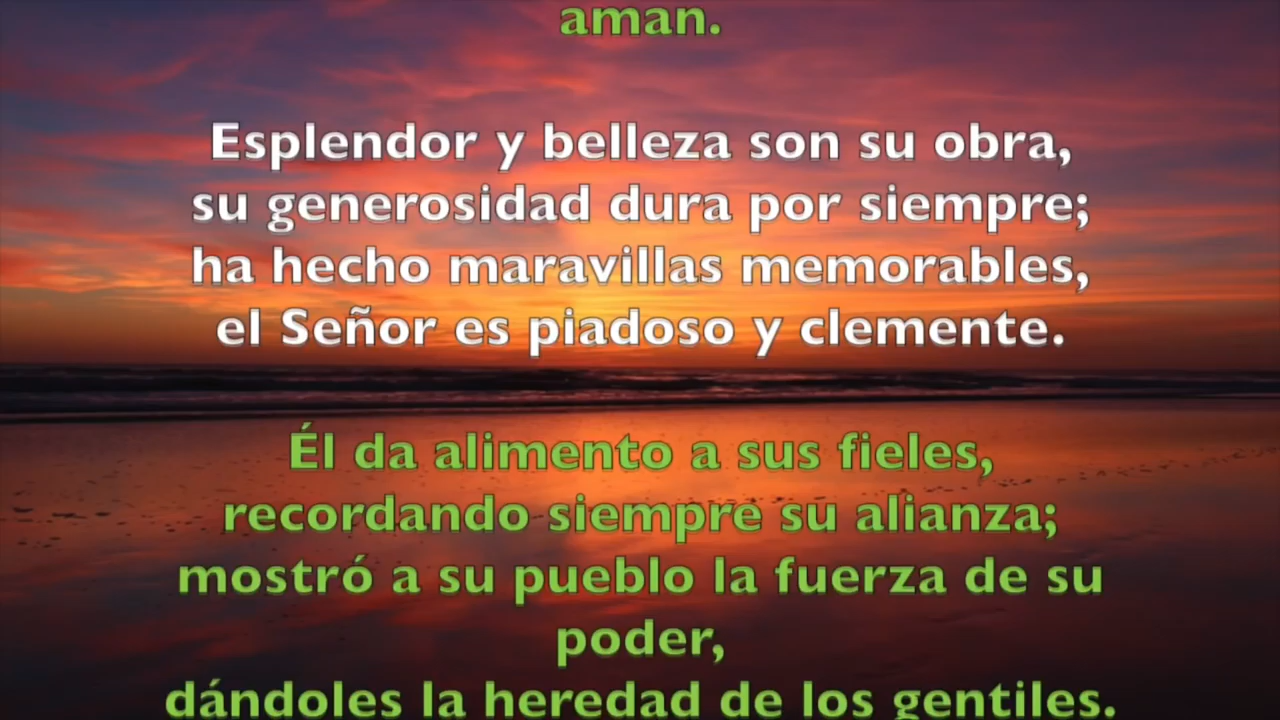 aman.
Esplendor y belleza son su obra,
su generosidad dura por siempre;
ha hecho maravillas memorables,
el Señor es piadoso y clemente.
Él da alimento a sus fieles,
recordando siempre su alianza;
mostró a su pueblo la fuerza de su
poder,
dándoles la heredad de los gentiles.